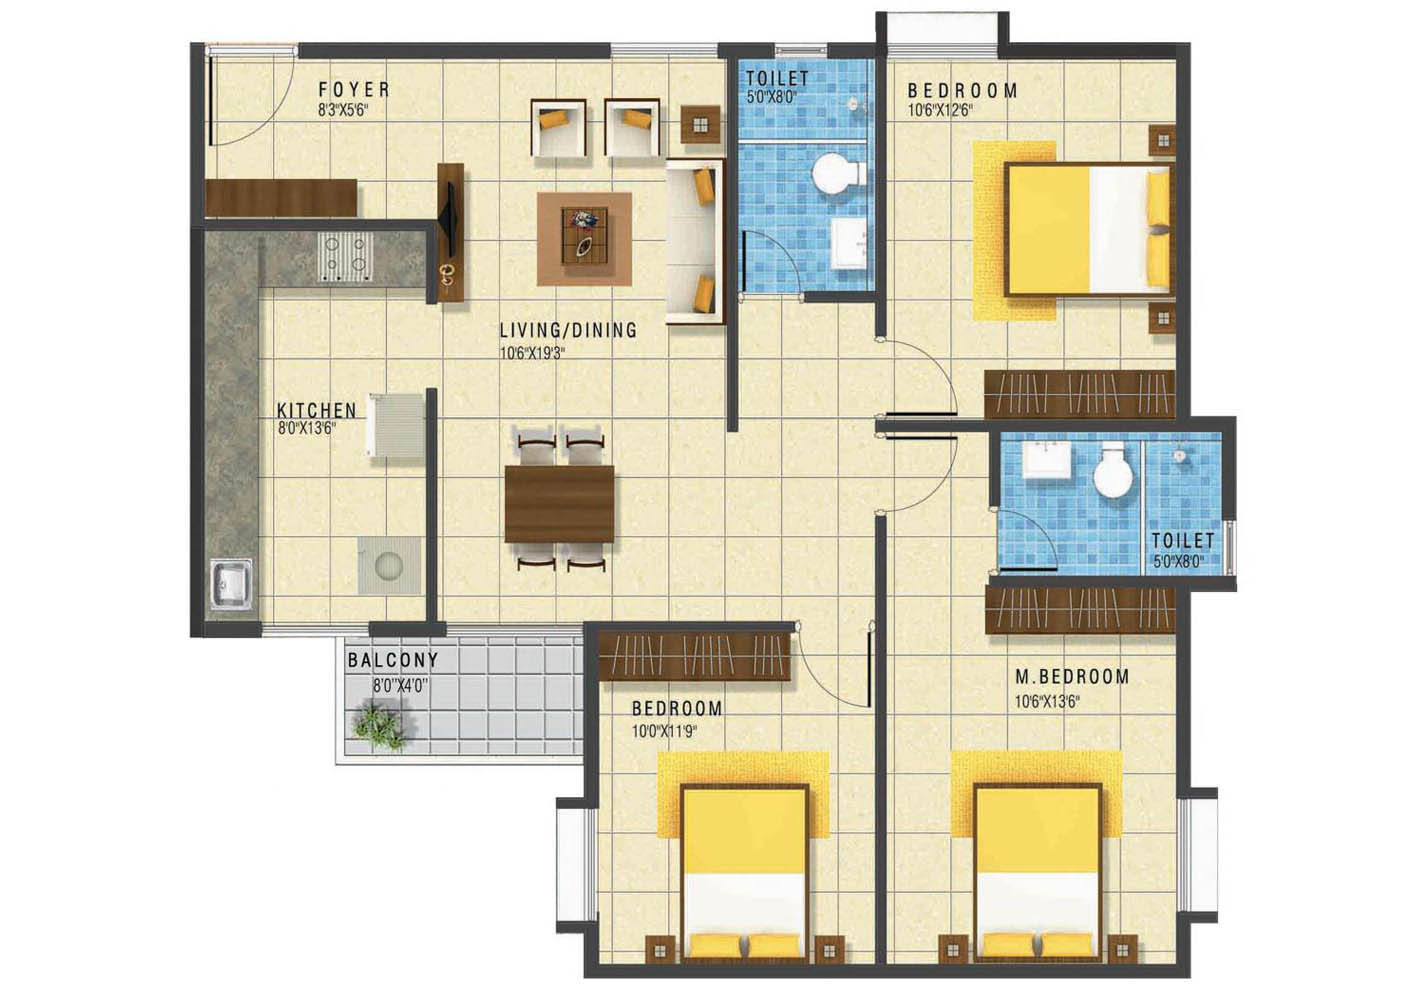 FOYER
8'3"X5'6"
TOILET
5'0"X8'0"
BEDROOM
10'6"X12'6"
LIVING/DINING
10'6"X19'3"
KITCHEN
8'0"X13'6"
TOILET
5'0"X8'0"
BALCONY
8'0"X4'0"
BEDROOM
10'0"X11'9"
M.BEDROOM
10'6"X13'6"